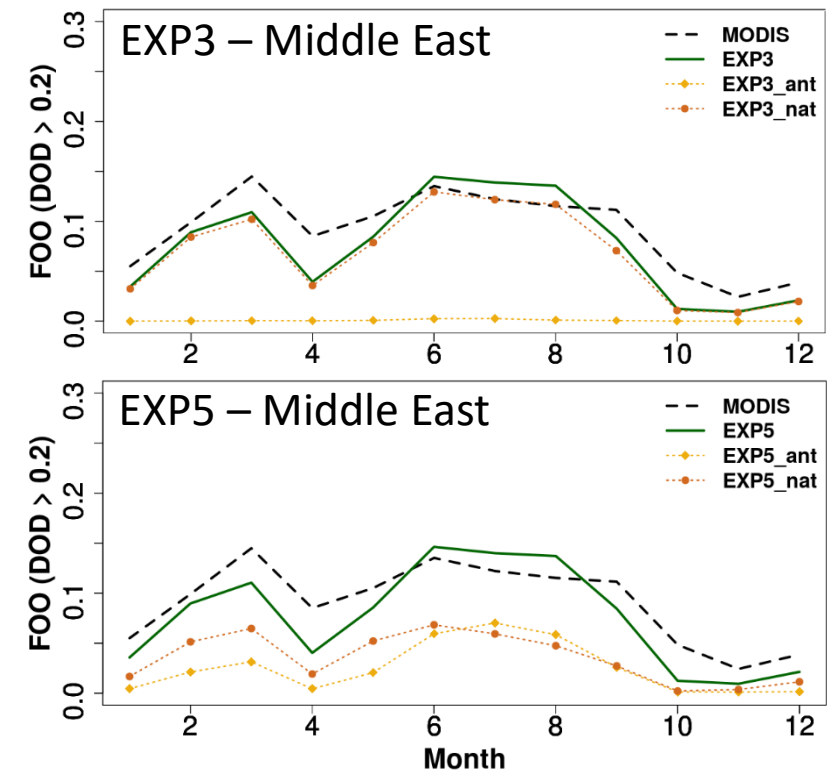 EXP3 – Middle East
MODIS
EXP3
EXP3_ant
EXP3_nat
FOO (DOD > 0.2)
0.3
0.2
0.1
0.0
2 4 6 8 10 12
EXP5 – Middle East
MODIS
EXP5
EXP5_ant
EXP5_nat
FOO (DOD > 0.2)
0.3
0.2
0.1
0.0
2 4 6 8 10 12
Month